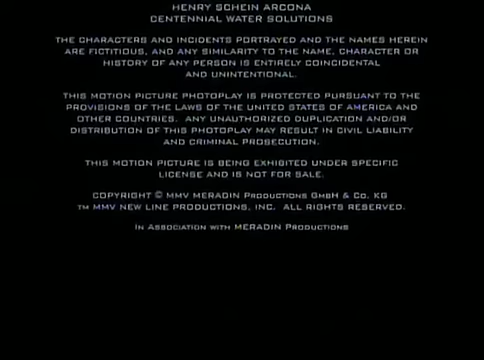 HENRY SCHEIN ARCONA
CENTENNIAL WATER SOLUTIONS
THE CHARACTERS AND INCIDENTS PORTRAYED AND THE NAMES HEREIN
ARE FICTITIOUS, AND ANY SIMILARITY TO THE NAME, CHARACTER OR
HISTORY OF ANY PERSON IS ENTIRELY COINCIDENTAL
AND UNINTENTIONAL.
THIS MOTION PICTURE PHOTOPLAY IS PROTECTED PURSUANT TO THE
PROVISIONS OF THE LAWS OF THE UNITED STATES OF AMERICA AND
OTHER COUNTRIES. ANY UNAUTHORIZED DUPLICATION AND/OR
DISTRIBUTION OF THIS PHOTOPLAY MAY RESULT IN CIVIL LIABILITY
AND CRIMINAL PROSECUTION.
THIS MOTION PICTURE IS BEING EXHIBITED UNDER SPECIFIC
LICENSE AND IS NOT FOR SALE.
COPYRIGHT © MMV MERADIN PRODUCTIONS GMBH & CO. KG
™ MMV NEW LINE PRODUCTIONS, INC. ALL RIGHTS RESERVED.
IN ASSOCIATION WITH MERADIN PRODUCTIONS